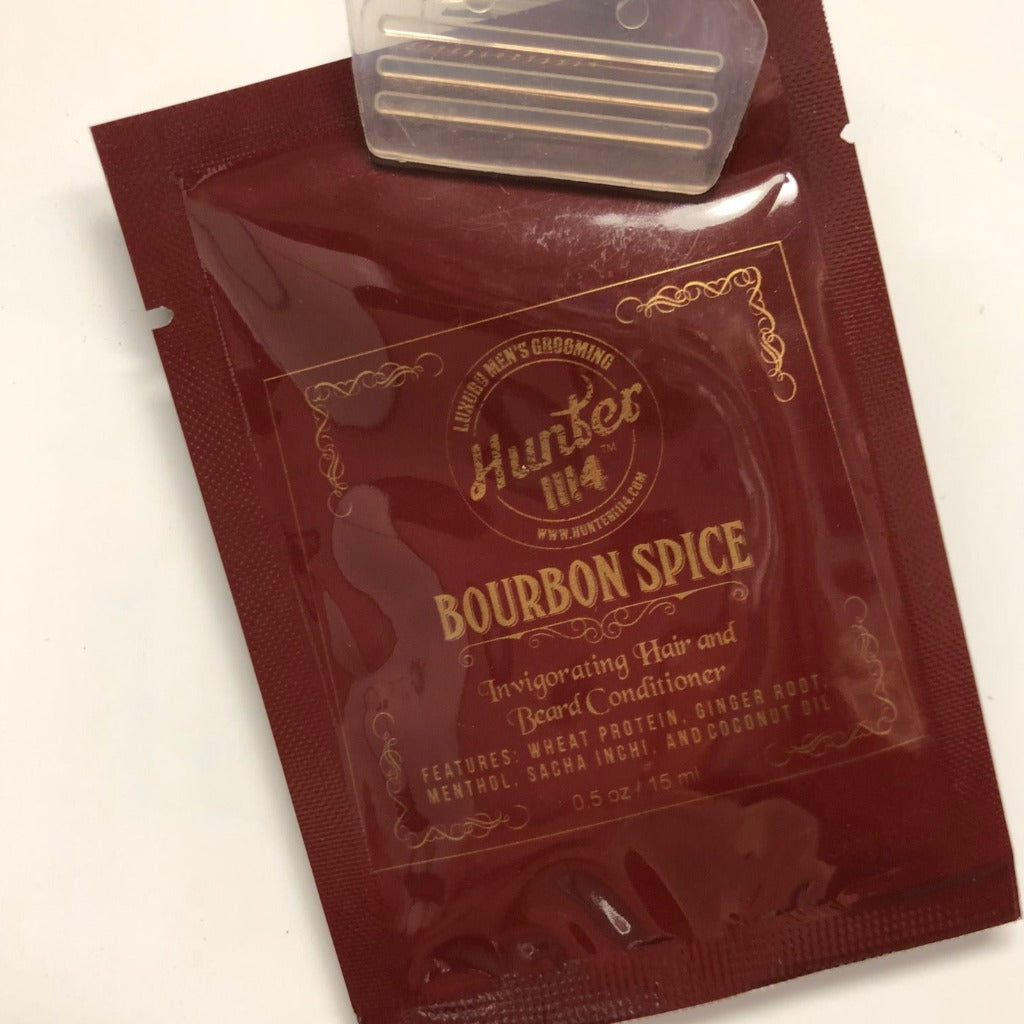 LUXURY MEN'S GROOMING
Hunter
1114
TM
WWW.HUNTER1114.COM
BOURBON SPICE
Invigorating Hair and
Beard Conditioner
FEATURES: WHEAT PROTEIN, GINGER ROOT,
MENTHOL, SACHA INCHI, AND COCONUT OIL
0.5 oz / 15 ml